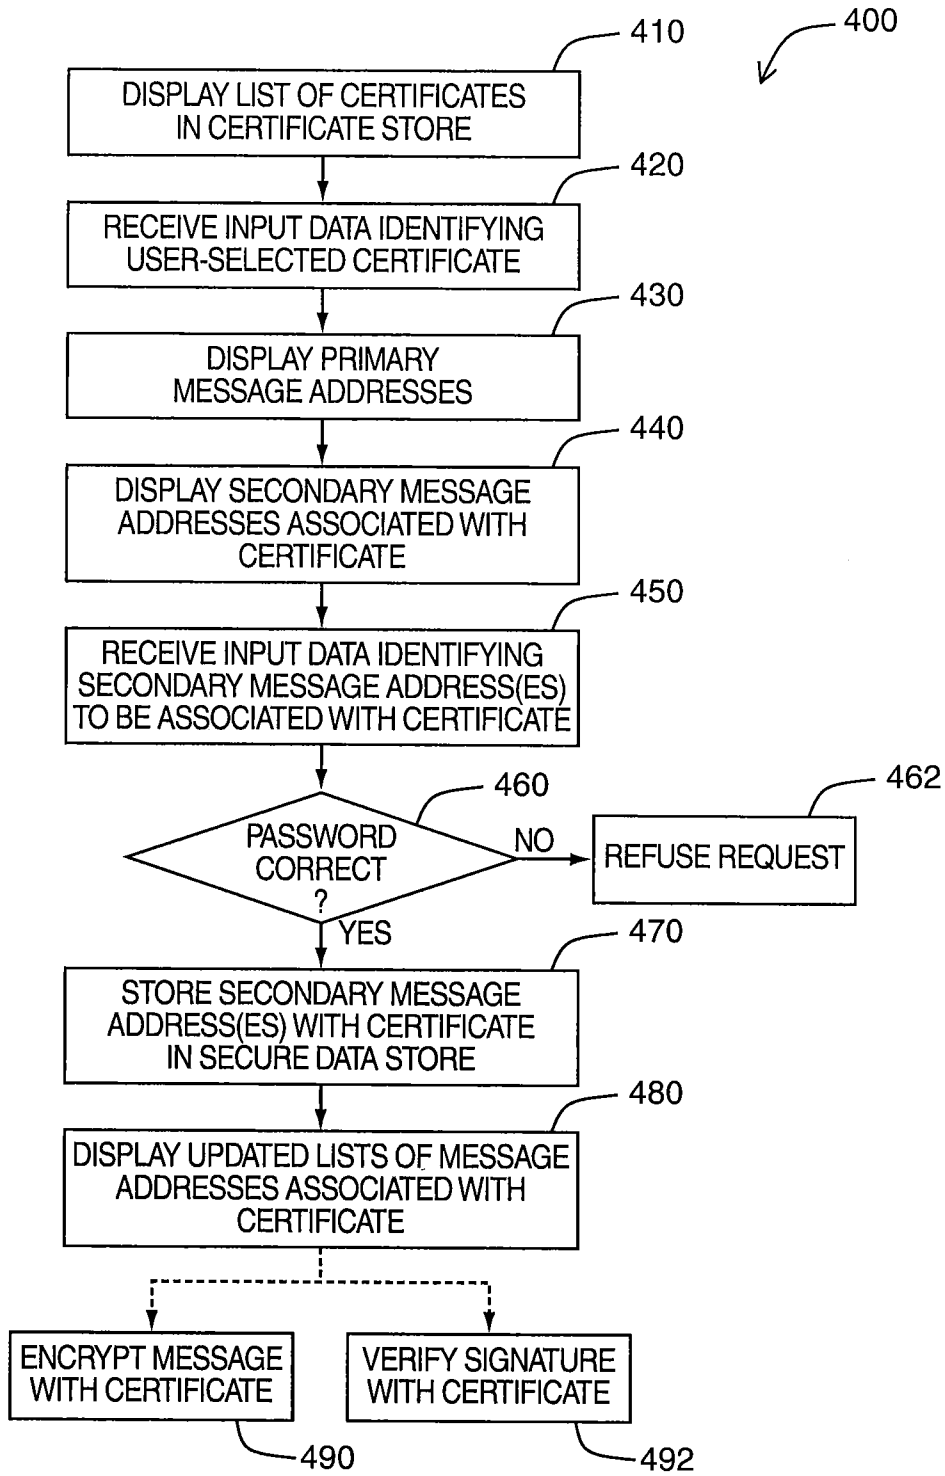 400
410
DISPLAY LIST OF CERTIFICATES
IN CERTIFICATE STORE
420
RECEIVE INPUT DATA IDENTIFYING
USER-SELECTED CERTIFICATE
430
DISPLAY PRIMARY
MESSAGE ADDRESSES
440
DISPLAY SECONDARY MESSAGE
ADDRESSES ASSOCIATED WITH
CERTIFICATE
450
RECEIVE INPUT DATA IDENTIFYING
SECONDARY MESSAGE ADDRESS(ES)
TO BE ASSOCIATED WITH CERTIFICATE
460
PASSWORD
CORRECT
?
NO
462
REFUSE REQUEST
YES
470
STORE SECONDARY MESSAGE
ADDRESS(ES) WITH CERTIFICATE
IN SECURE DATA STORE
480
DISPLAY UPDATED LISTS OF MESSAGE
ADDRESSES ASSOCIATED WITH
CERTIFICATE
ENCRYPT MESSAGE
WITH CERTIFICATE
490
VERIFY SIGNATURE
WITH CERTIFICATE
492